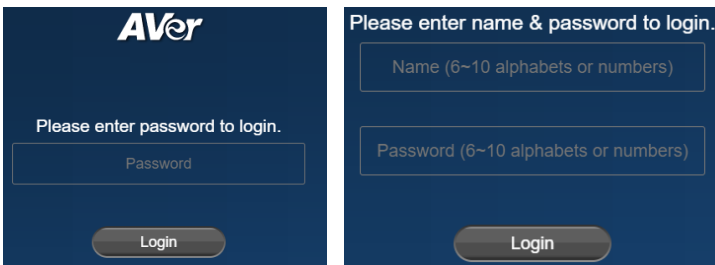 AVer
Please enter password to login.
Password
Login
Please enter name & password to login.
Name (6~10 alphabets or numbers)
Password (6~10 alphabets or numbers)
Login